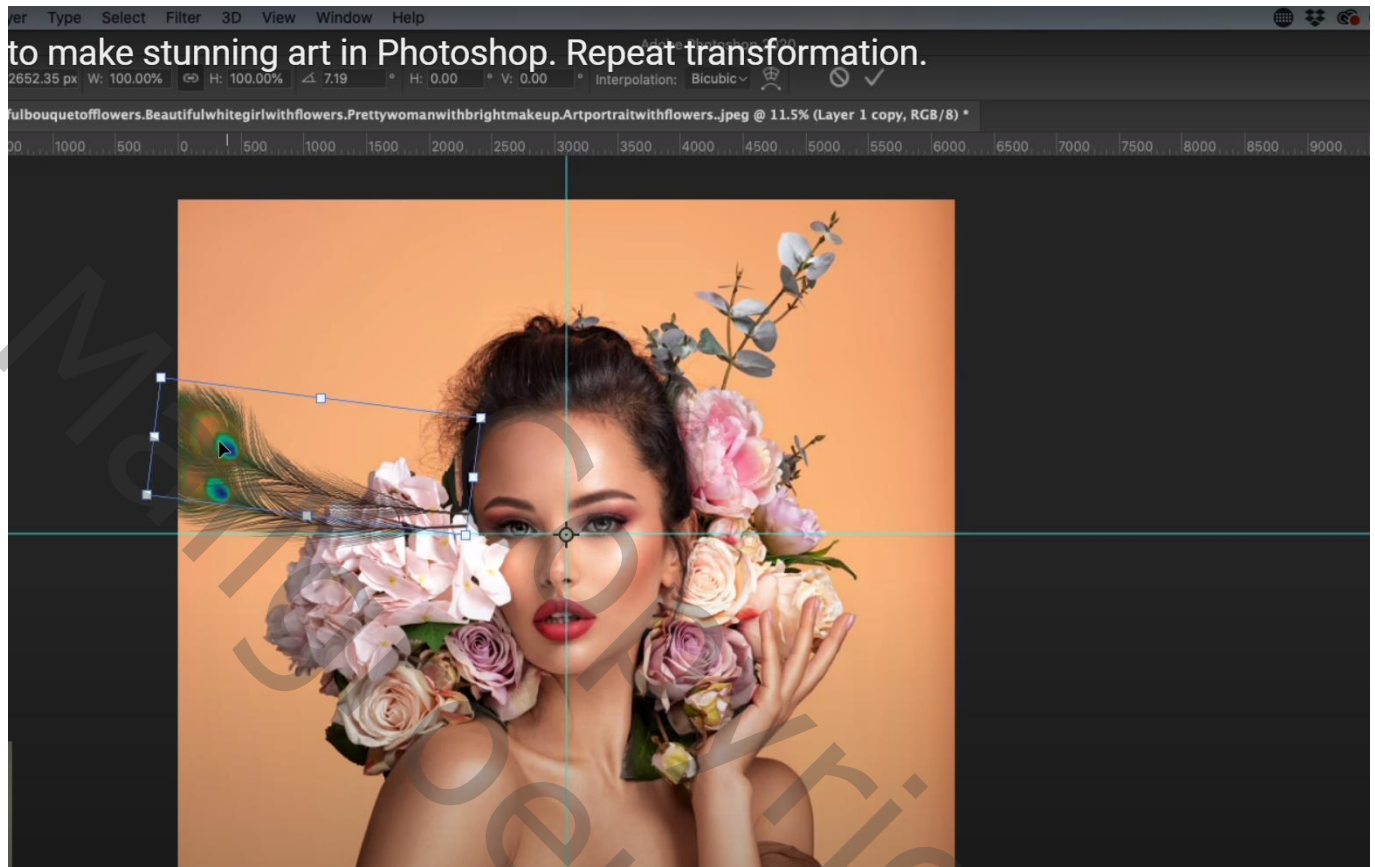 yer Type Select Filter 3D View Window Help
to make stunning art in Photoshop. Repeat transformation.
2652.35 px W: 100.00% H: 100.00% 7.19 ° H: 0.00 ° V: 0.00 ° Interpolation: Bicubic
fulbouquetofflowers.Beautifulwhitegirlwithflowers.Prettywomanwithbrightmakeup.Artportraitwithflowers..jpeg @ 11.5% (Layer 1 copy, RGB/8) *
00 1000 500 0 500 1000 1500 2000 2500 3000 3500 4000 4500 5000 5500 6000 6500 7000 7500 8000 8500 9000